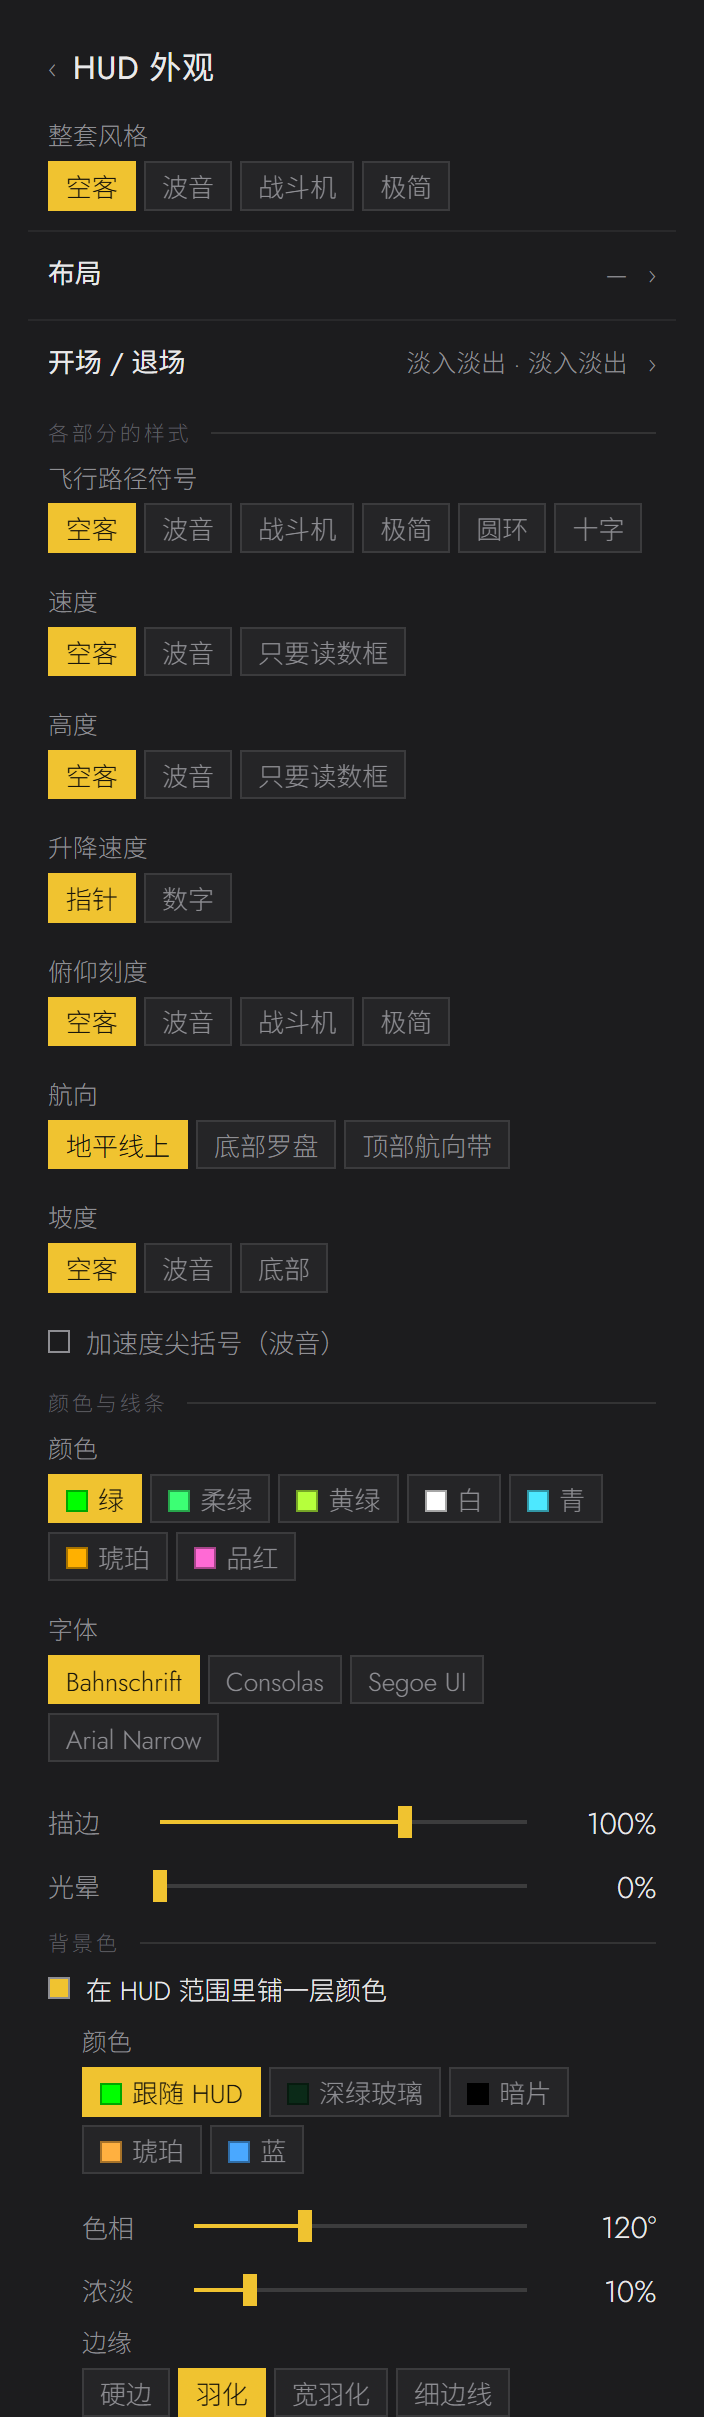 ‹ HUD 外观
整套风格
空客 波音 战斗机 极简
布局 — ›
开场 / 退场 淡入淡出 · 淡入淡出 ›
各部分的样式
飞行路径符号
空客 波音 战斗机 极简 圆环 十字
速度
空客 波音 只要读数框
高度
空客 波音 只要读数框
升降速度
指针 数字
俯仰刻度
空客 波音 战斗机 极简
航向
地平线上 底部罗盘 顶部航向带
坡度
空客 波音 底部
加速度尖括号（波音）
颜色与线条
颜色
绿 柔绿 黄绿 白 青
琥珀 品红
字体
Bahnschrift Consolas Segoe UI
Arial Narrow
描边 100%
光晕 0%
背景色
在 HUD 范围里铺一层颜色
颜色
跟随 HUD 深绿玻璃 暗片
琥珀 蓝
色相 120°
浓淡 10%
边缘
硬边 羽化 宽羽化 细边线